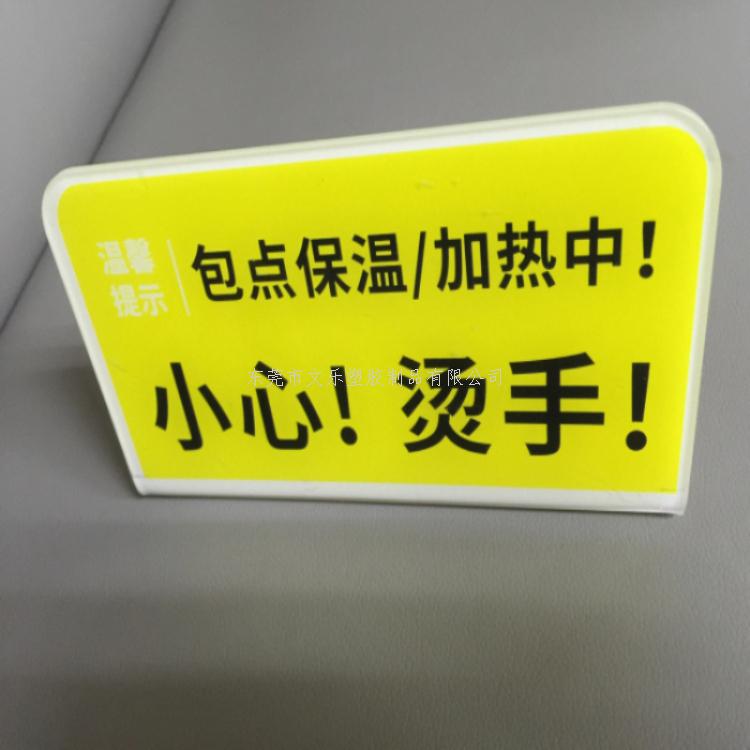 温馨
提示
包点保温/加热中!
小心!烫手!
东莞市文乐塑胶制品有限公司